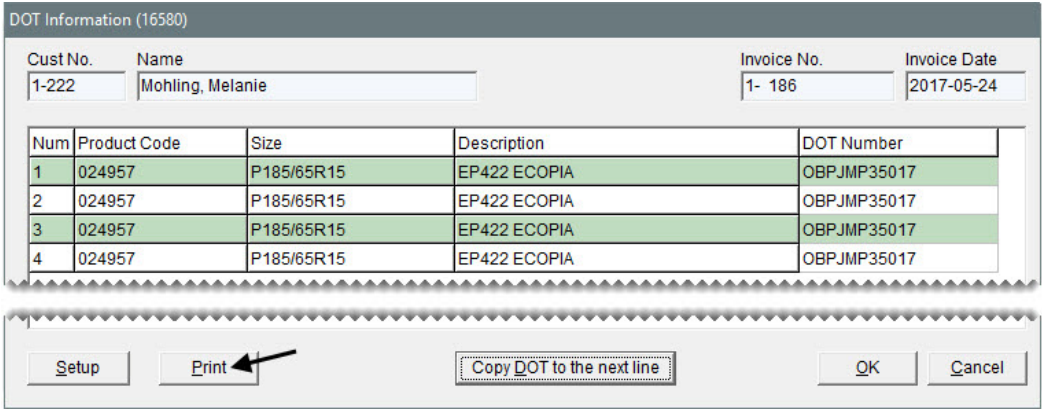 DOT Information (16580)
Cust No. Name Invoice No. Invoice Date
1-222 Mohling, Melanie 1- 186 2017-05-24
Num Product Code Size Description DOT Number
1 024957 P185/65R15 EP422 ECOPIA OBPJMP35017
2 024957 P185/65R15 EP422 ECOPIA OBPJMP35017
3 024957 P185/65R15 EP422 ECOPIA OBPJMP35017
4 024957 P185/65R15 EP422 ECOPIA OBPJMP35017
Setup Print Copy DOT to the next line OK Cancel